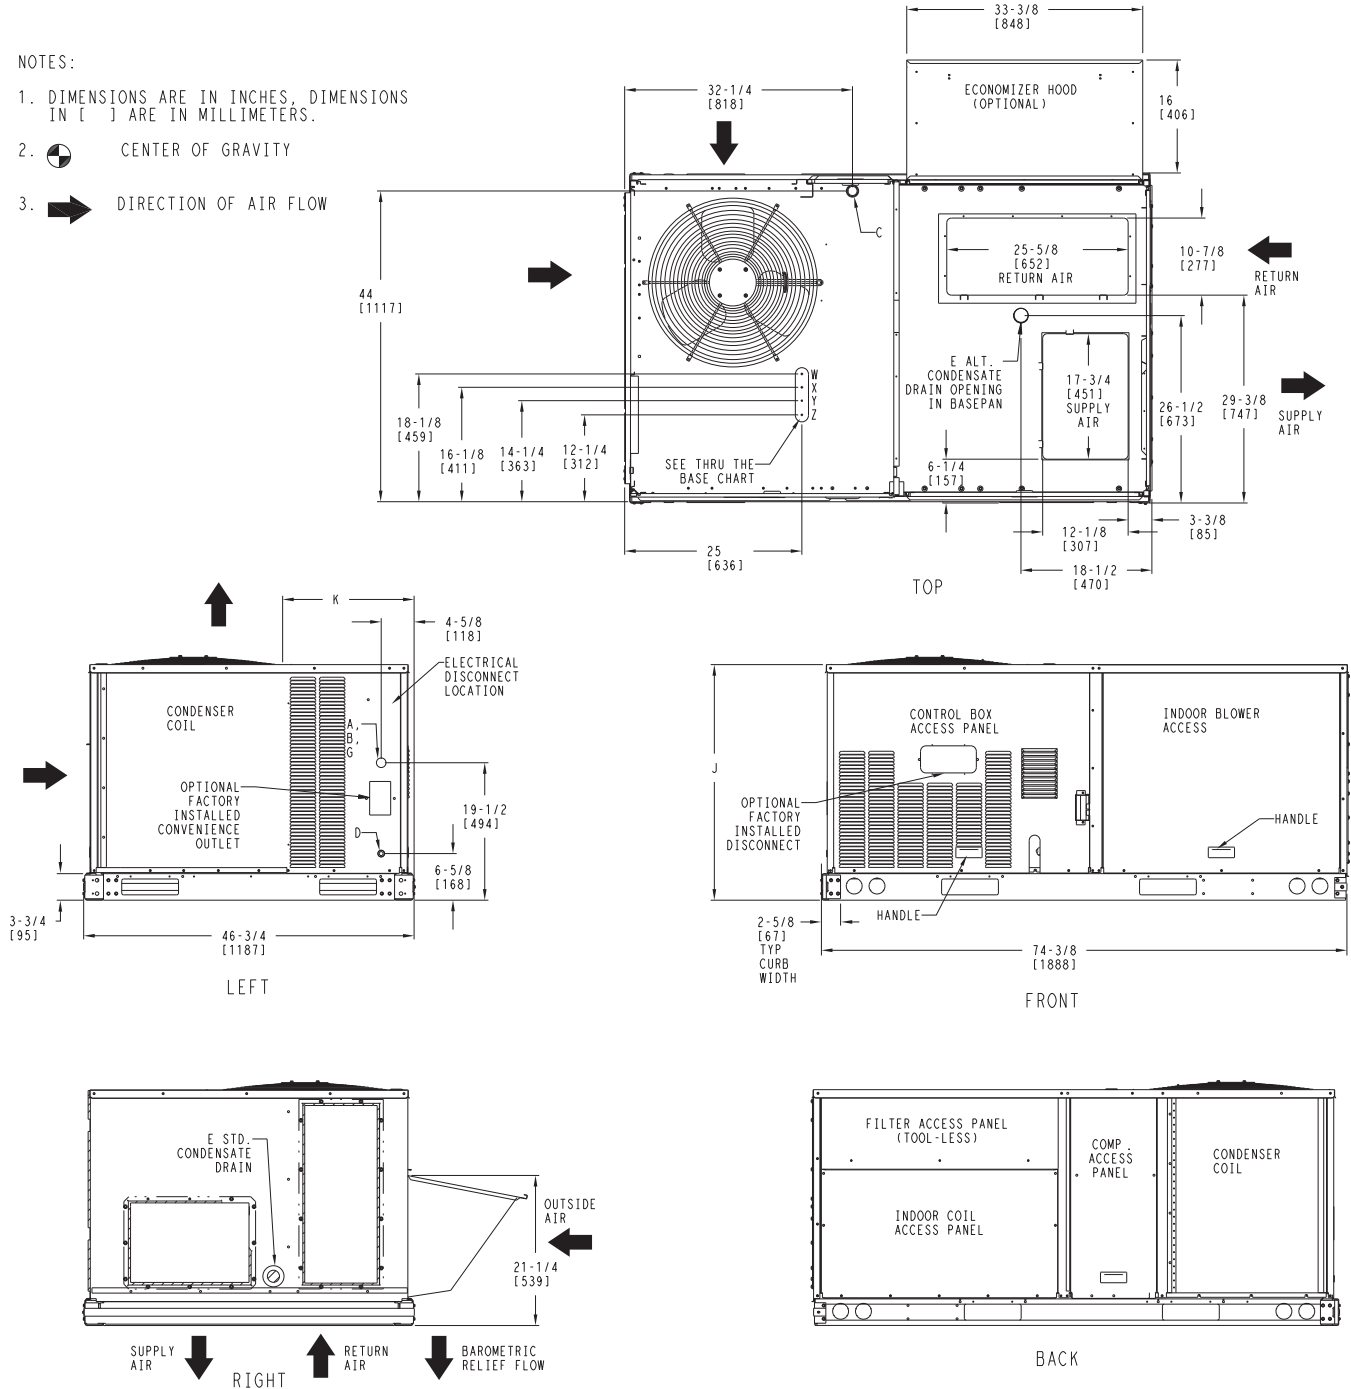 NOTES:
1. DIMENSIONS ARE IN INCHES, DIMENSIONS
IN [ ] ARE IN MILLIMETERS.
2. CENTER OF GRAVITY
3. DIRECTION OF AIR FLOW
33-3/8
[848]
32-1/4
[818]
ECONOMIZER HOOD
(OPTIONAL)
16
[406]
C
25-5/8
[652]
RETURN AIR
10-7/8
[277]
RETURN
AIR
44
[1117]
W
X
Y
Z
E ALT.
CONDENSATE
DRAIN OPENING
IN BASEPAN
17-3/4
[451]
SUPPLY
AIR
26-1/2
[673]
29-3/8
[747]
SUPPLY
AIR
18-1/8
[459]
16-1/8
[411]
14-1/4
[363]
12-1/4
[312]
SEE THRU THE
BASE CHART
6-1/4
[157]
12-1/8
[307]
3-3/8
[85]
25
[636]
18-1/2
[470]
TOP
K
4-5/8
[118]
ELECTRICAL
DISCONNECT
LOCATION
CONDENSER
COIL
A,
B,
G
OPTIONAL
FACTORY
INSTALLED
CONVENIENCE
OUTLET
D
19-1/2
[494]
6-5/8
[168]
3-3/4
[95]
46-3/4
[1187]
LEFT
J
CONTROL BOX
ACCESS PANEL
INDOOR BLOWER
ACCESS
OPTIONAL
FACTORY
INSTALLED
DISCONNECT
HANDLE
HANDLE
2-5/8
[67]
TYP
CURB
WIDTH
74-3/8
[1888]
FRONT
E STD.
CONDENSATE
DRAIN
OUTSIDE
AIR
21-1/4
[539]
SUPPLY
AIR
RETURN
AIR
BAROMETRIC
RELIEF FLOW
RIGHT
FILTER ACCESS PANEL
(TOOL-LESS)
COMP.
ACCESS
PANEL
CONDENSER
COIL
INDOOR COIL
ACCESS PANEL
BACK